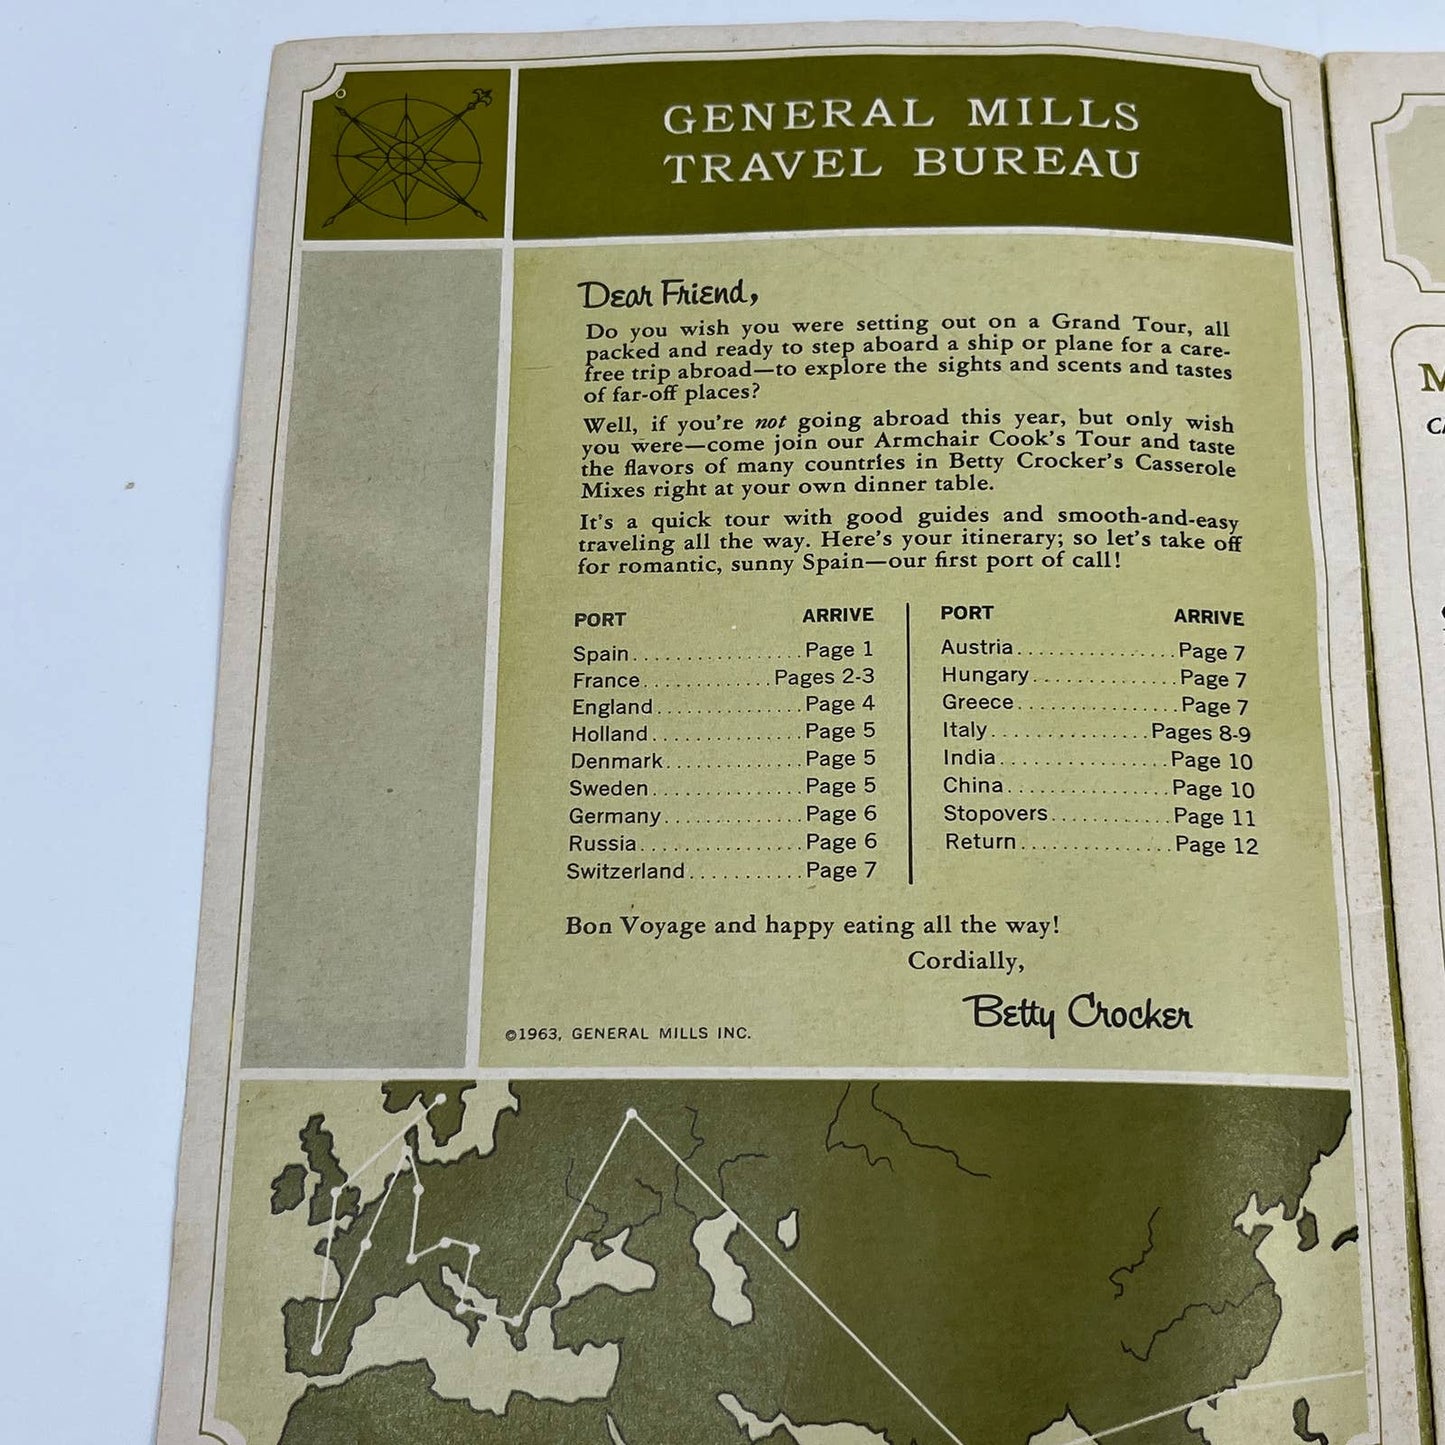 GENERAL MILLS
TRAVEL BUREAU
Dear Friend,
Do you wish you were setting out on a Grand Tour, all
packed and ready to step aboard a ship or plane for a care-
free trip abroad—to explore the sights and scents and tastes
of far-off places?
Well, if you're not going abroad this year, but only wish
you were—come join our Armchair Cook's Tour and taste
the flavors of many countries in Betty Crocker's Casserole
Mixes right at your own dinner table.
It's a quick tour with good guides and smooth-and-easy
traveling all the way. Here's your itinerary; so let's take off
for romantic, sunny Spain—our first port of call!
PORT ARRIVE
Spain................Page 1
France............Pages 2-3
England..............Page 4
Holland..............Page 5
Denmark.............Page 5
Sweden..............Page 5
Germany.............Page 6
Russia................Page 6
Switzerland...........Page 7
PORT ARRIVE
Austria...............Page 7
Hungary..............Page 7
Greece...............Page 7
Italy...............Pages 8-9
India................Page 10
China...............Page 10
Stopovers...........Page 11
Return..............Page 12
Bon Voyage and happy eating all the way!
Cordially,
Betty Crocker
©1963, GENERAL MILLS INC.